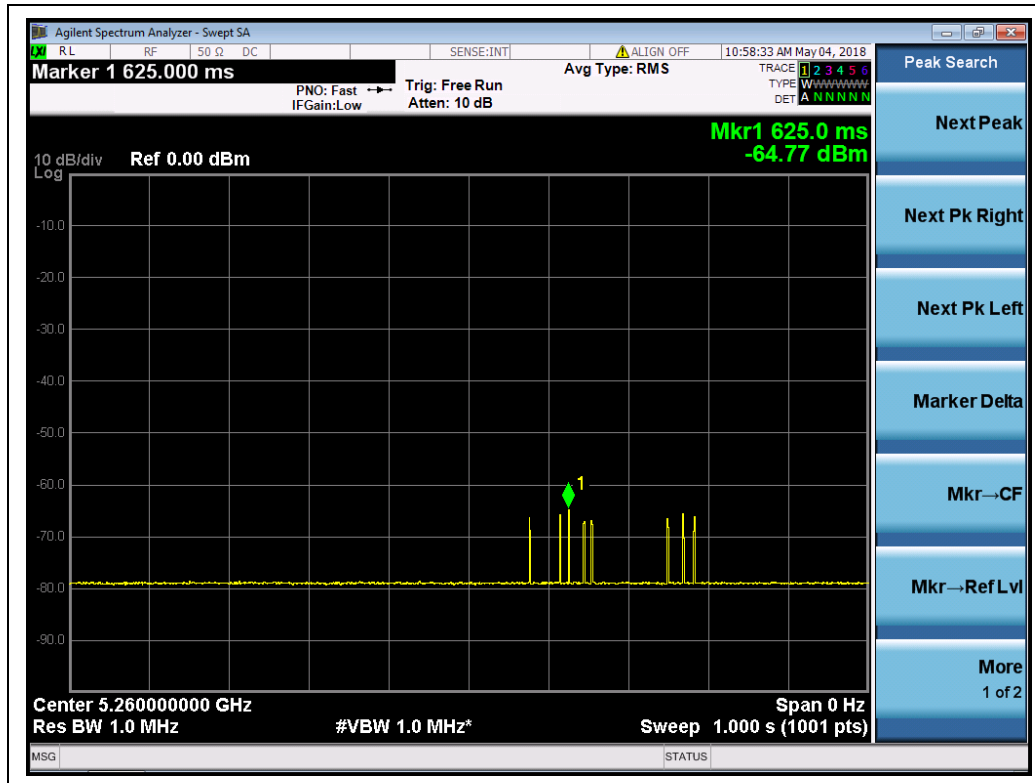 Agilent Spectrum Analyzer - Swept SA
LXI RL RF 50 Ω DC SENSE:INT ALIGN OFF 10:58:33 AM May 04, 2018
Marker 1 625.000 ms
PNO: Fast
IFGain:Low
Trig: Free Run
Atten: 10 dB
Avg Type: RMS
TRACE 1 2 3 4 5 6
TYPE WWWWWW
DET A N N N N N
Mkr1 625.0 ms
-64.77 dBm
10 dB/div Ref 0.00 dBm
Log
-10.0
-20.0
-30.0
-40.0
-50.0
-60.0
-70.0
-80.0
-90.0
1
Center 5.260000000 GHz Span 0 Hz
Res BW 1.0 MHz #VBW 1.0 MHz* Sweep 1.000 s (1001 pts)
MSG STATUS
Peak Search
Next Peak
Next Pk Right
Next Pk Left
Marker Delta
Mkr→CF
Mkr→Ref Lvl
More
1 of 2